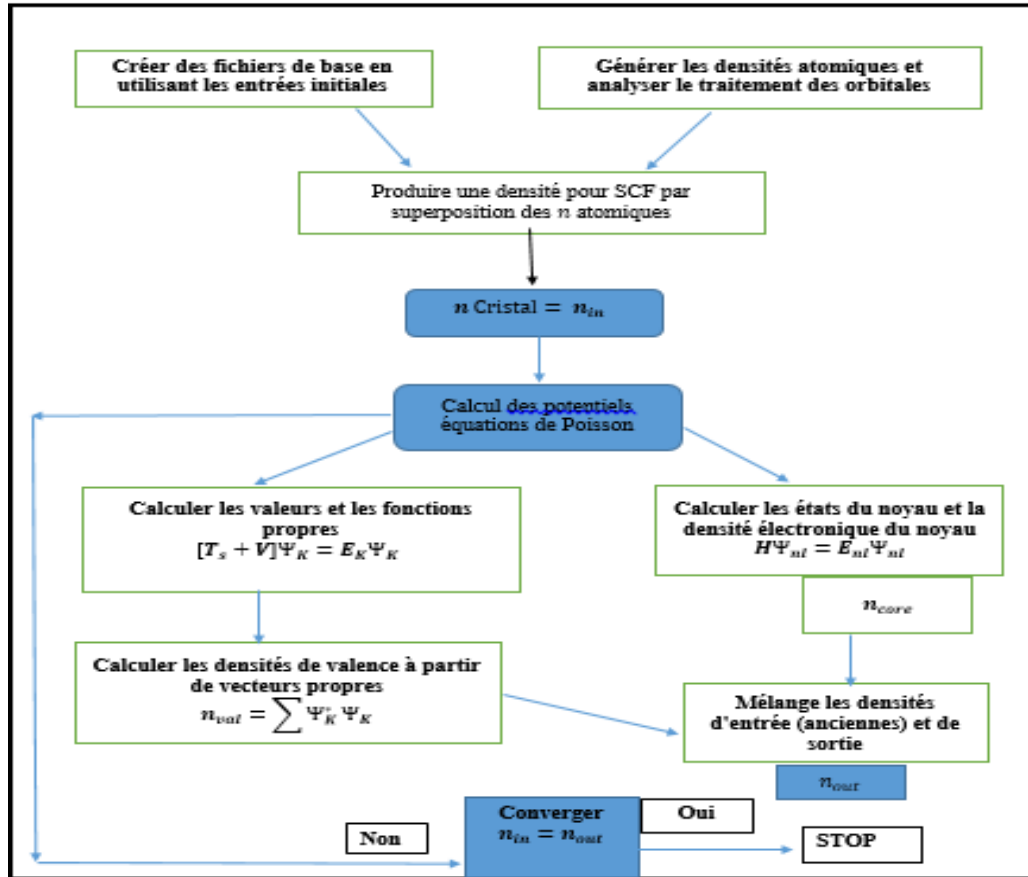 Créer des fichiers de base en
utilisant les entrées initiales
Générer les densités atomiques et
analyser le traitement des orbitales
Produire une densité pour SCF par
superposition des n atomiques
n Cristal = n_in
Calcul des potentiels
équations de Poisson
Calculer les valeurs et les fonctions
propres
[T_s + V]Ψ_K = E_KΨ_K
Calculer les états du noyau et la
densité électronique du noyau
HΨ_nl = E_nlΨ_nl
n_core
Calculer les densités de valence à partir
de vecteurs propres
n_val = ∑ Ψ_K^* Ψ_K
Mélange les densités
d'entrée (anciennes) et de
sortie
n_out
Converger
n_in = n_out
Non
Oui
STOP